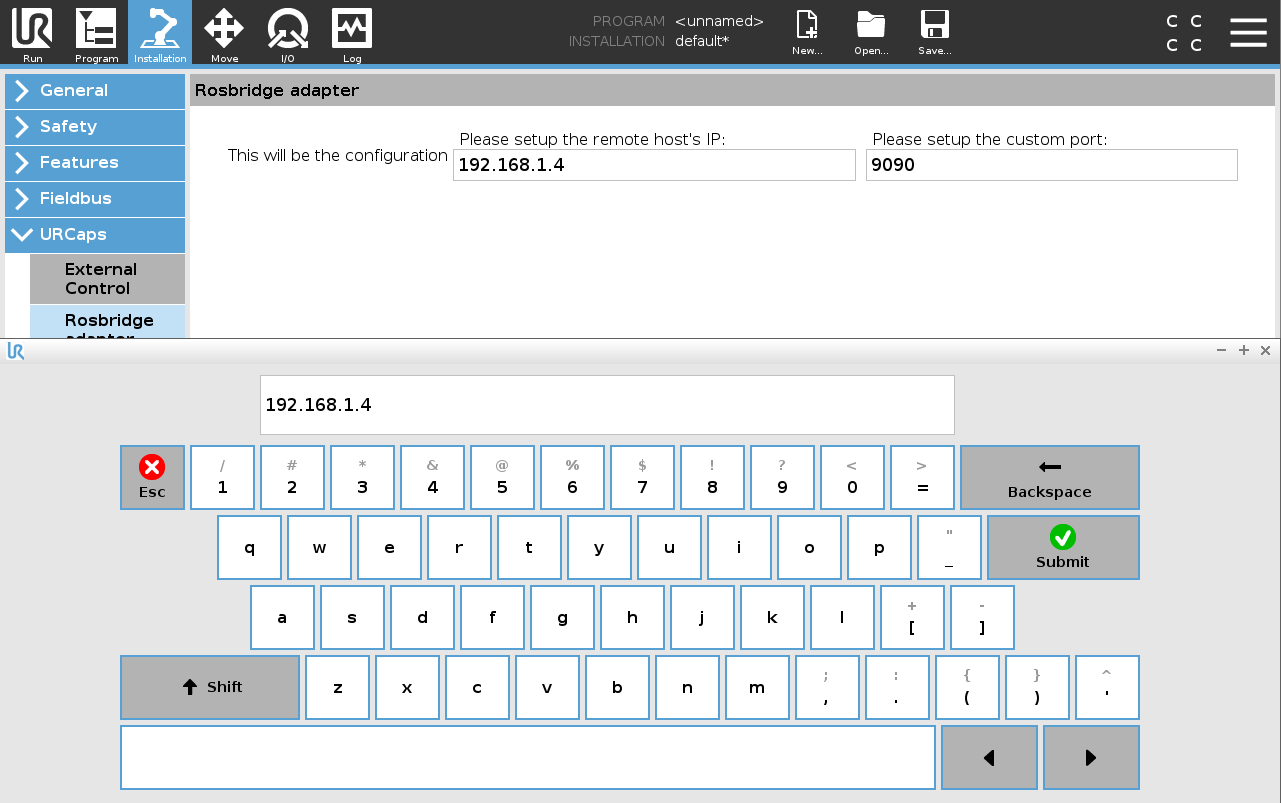 UR
Run
Program
Installation
Move
I/O
Log
PROGRAM <unnamed>
INSTALLATION default*
New...
Open...
Save...
C C
C C
General
Safety
Features
Fieldbus
URCaps
External
Control
Rosbridge
adapter
Rosbridge adapter
This will be the configuration
Please setup the remote host's IP:
192.168.1.4
Please setup the custom port:
9090
UR
192.168.1.4
Esc
/ # * & @ % $ ! ? < >
1 2 3 4 5 6 7 8 9 0 =
Backspace
"
q w e r t y u i o p _
Submit
+ -
a s d f g h j k l [ ]
; : { } ^
Shift z x c v b n m , . ( ) '